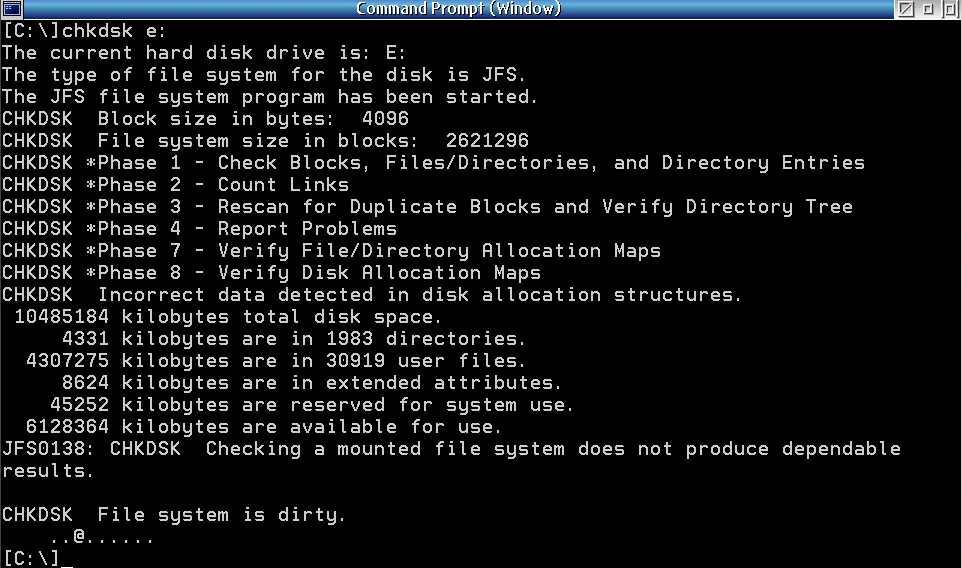 Command Prompt (Window)
[C:\]chkdsk e:
The current hard disk drive is: E:
The type of file system for the disk is JFS.
The JFS file system program has been started.
CHKDSK  Block size in bytes:  4096
CHKDSK  File system size in blocks:  2621296
CHKDSK *Phase 1 - Check Blocks, Files/Directories, and Directory Entries
CHKDSK *Phase 2 - Count Links
CHKDSK *Phase 3 - Rescan for Duplicate Blocks and Verify Directory Tree
CHKDSK *Phase 4 - Report Problems
CHKDSK *Phase 7 - Verify File/Directory Allocation Maps
CHKDSK *Phase 8 - Verify Disk Allocation Maps
CHKDSK  Incorrect data detected in disk allocation structures.
 10485184 kilobytes total disk space.
     4331 kilobytes are in 1983 directories.
  4307275 kilobytes are in 30919 user files.
     8624 kilobytes are in extended attributes.
    45252 kilobytes are reserved for system use.
  6128364 kilobytes are available for use.
JFS0138: CHKDSK  Checking a mounted file system does not produce dependable
results.
CHKDSK  File system is dirty.
    ..@......
[C:\]_